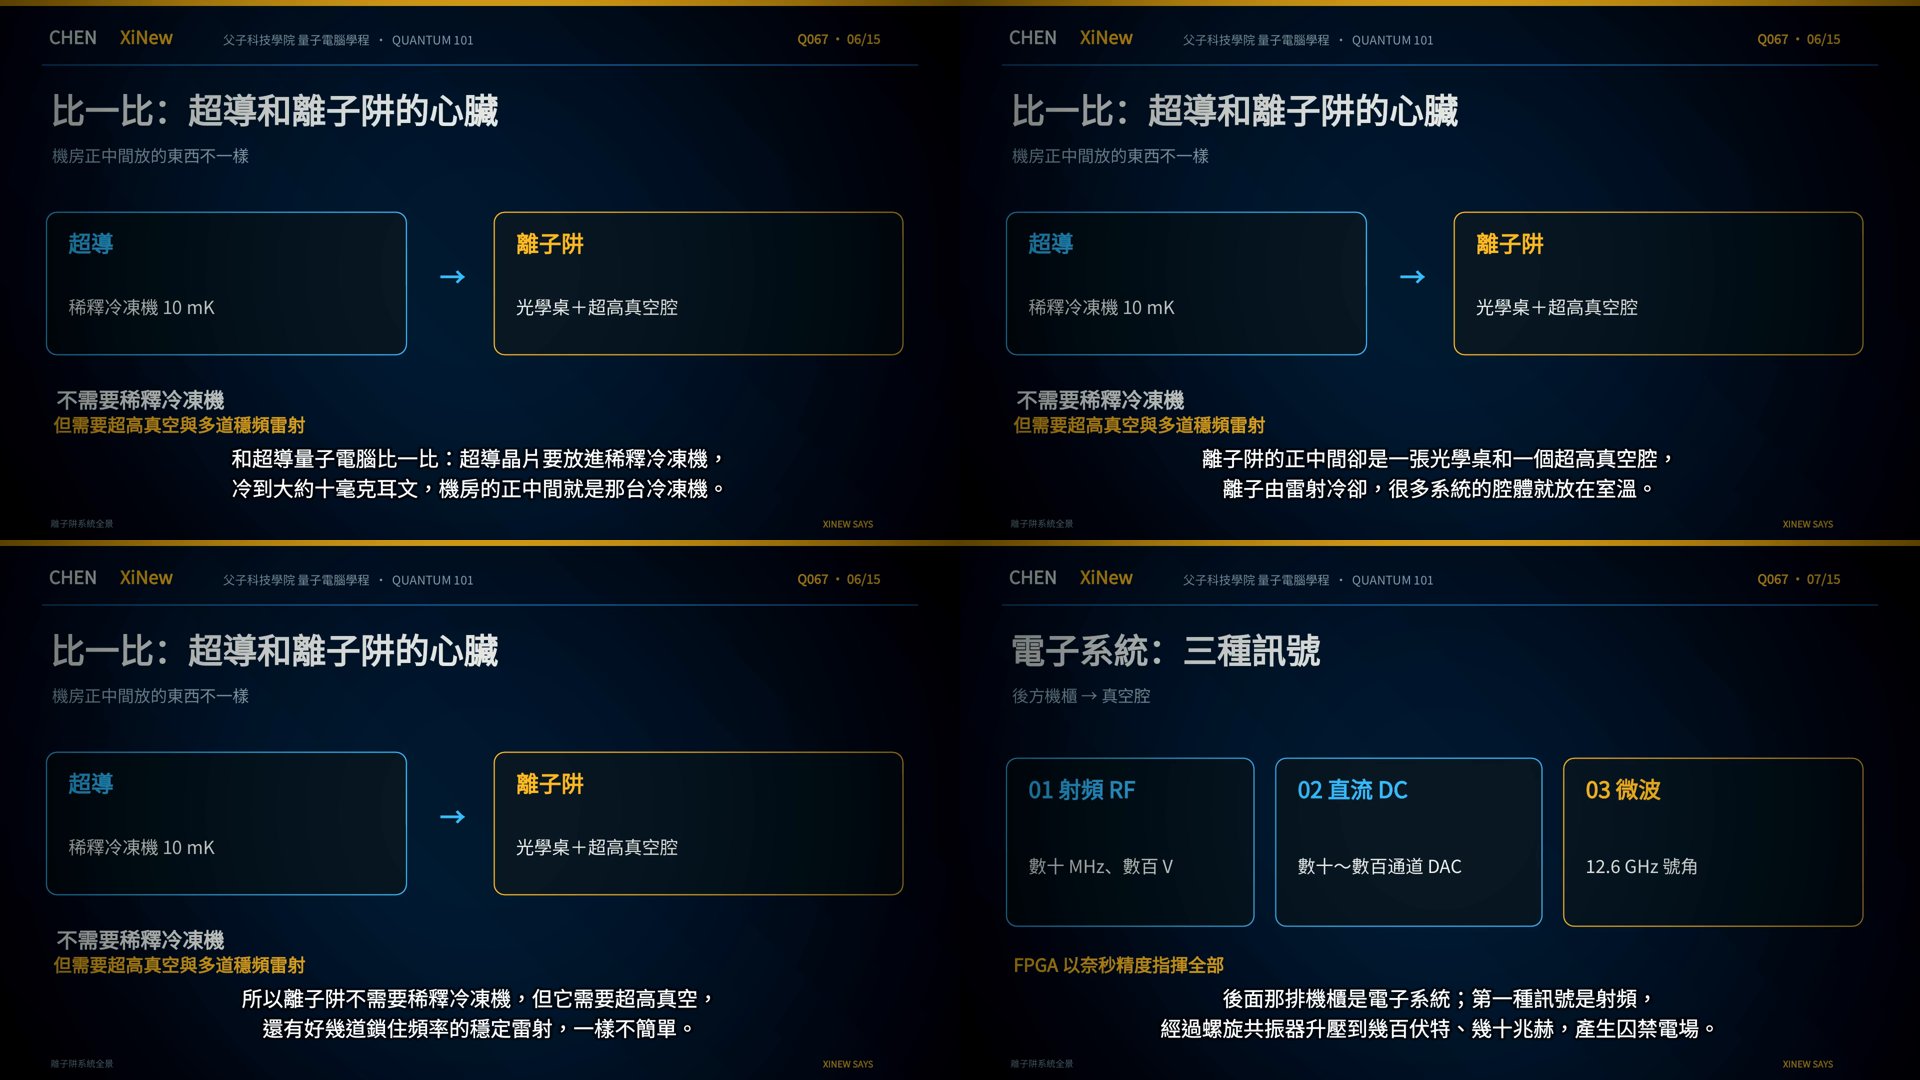 CHEN XiNew 父子科技學院 量子電腦學程 · QUANTUM 101 Q067 · 06/15
比一比：超導和離子阱的心臟
機房正中間放的東西不一樣
超導 → 離子阱
稀釋冷凍機 10 mK 光學桌＋超高真空腔
不需要稀釋冷凍機
但需要超高真空與多道穩頻雷射
和超導量子電腦比一比：超導晶片要放進稀釋冷凍機，
冷到大約十毫克耳文，機房的正中間就是那台冷凍機。
離子阱系統全景 XINEW SAYS
CHEN XiNew 父子科技學院 量子電腦學程 · QUANTUM 101 Q067 · 06/15
比一比：超導和離子阱的心臟
機房正中間放的東西不一樣
超導 → 離子阱
稀釋冷凍機 10 mK 光學桌＋超高真空腔
不需要稀釋冷凍機
但需要超高真空與多道穩頻雷射
離子阱的正中間卻是一張光學桌和一個超高真空腔，
離子由雷射冷卻，很多系統的腔體就放在室溫。
離子阱系統全景 XINEW SAYS
CHEN XiNew 父子科技學院 量子電腦學程 · QUANTUM 101 Q067 · 06/15
比一比：超導和離子阱的心臟
機房正中間放的東西不一樣
超導 → 離子阱
稀釋冷凍機 10 mK 光學桌＋超高真空腔
不需要稀釋冷凍機
但需要超高真空與多道穩頻雷射
所以離子阱不需要稀釋冷凍機，但它需要超高真空，
還有好幾道鎖住頻率的穩定雷射，一樣不簡單。
離子阱系統全景 XINEW SAYS
CHEN XiNew 父子科技學院 量子電腦學程 · QUANTUM 101 Q067 · 07/15
電子系統：三種訊號
後方機櫃 → 真空腔
01 射頻 RF 02 直流 DC 03 微波
數十 MHz、數百 V 數十～數百通道 DAC 12.6 GHz 號角
FPGA 以奈秒精度指揮全部
後面那排機櫃是電子系統；第一種訊號是射頻，
經過螺旋共振器升壓到幾百伏特、幾十兆赫，產生囚禁電場。
離子阱系統全景 XINEW SAYS